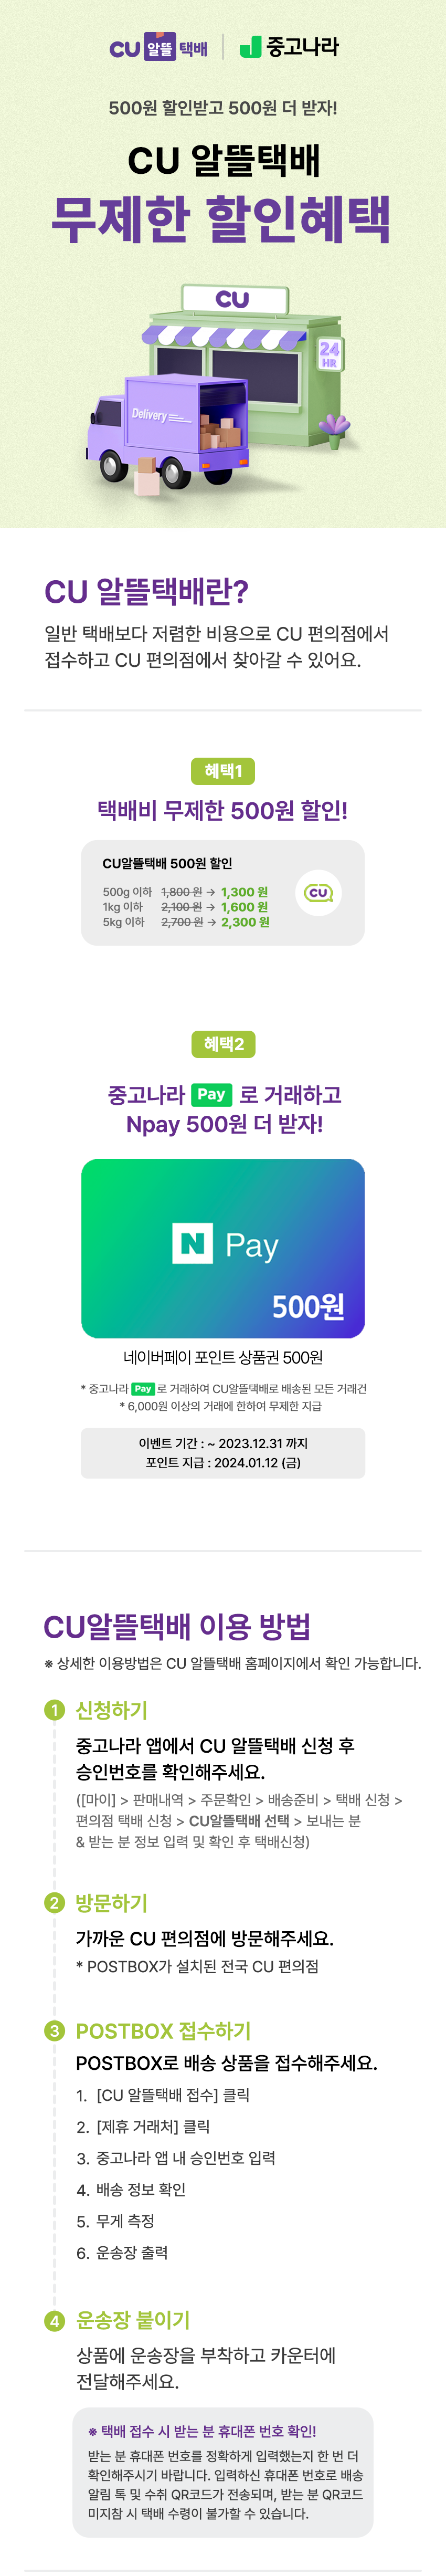 CU 알뜰 택배 | 중고나라
500원 할인받고 500원 더 받자!
CU 알뜰택배
무제한 할인혜택
CU
24
HR
Delivery
CU 알뜰택배란?
일반 택배보다 저렴한 비용으로 CU 편의점에서
접수하고 CU 편의점에서 찾아갈 수 있어요.
혜택1
택배비 무제한 500원 할인!
CU알뜰택배 500원 할인
500g 이하 1,800 원 → 1,300 원
1kg 이하 2,100 원 → 1,600 원
5kg 이하 2,700 원 → 2,300 원
CU
혜택2
중고나라 Pay 로 거래하고
Npay 500원 더 받자!
N Pay
500원
네이버페이 포인트 상품권 500원
* 중고나라 Pay 로 거래하여 CU알뜰택배로 배송된 모든 거래건
* 6,000원 이상의 거래에 한하여 무제한 지급
이벤트 기간 : ~ 2023.12.31 까지
포인트 지급 : 2024.01.12 (금)
CU알뜰택배 이용 방법
※ 상세한 이용방법은 CU 알뜰택배 홈페이지에서 확인 가능합니다.
1 신청하기
중고나라 앱에서 CU 알뜰택배 신청 후
승인번호를 확인해주세요.
([마이] > 판매내역 > 주문확인 > 배송준비 > 택배 신청 >
편의점 택배 신청 > CU알뜰택배 선택 > 보내는 분
& 받는 분 정보 입력 및 확인 후 택배신청)
2 방문하기
가까운 CU 편의점에 방문해주세요.
* POSTBOX가 설치된 전국 CU 편의점
3 POSTBOX 접수하기
POSTBOX로 배송 상품을 접수해주세요.
1. [CU 알뜰택배 접수] 클릭
2. [제휴 거래처] 클릭
3. 중고나라 앱 내 승인번호 입력
4. 배송 정보 확인
5. 무게 측정
6. 운송장 출력
4 운송장 붙이기
상품에 운송장을 부착하고 카운터에
전달해주세요.
※ 택배 접수 시 받는 분 휴대폰 번호 확인!
받는 분 휴대폰 번호를 정확하게 입력했는지 한 번 더
확인해주시기 바랍니다. 입력하신 휴대폰 번호로 배송
알림 톡 및 수취 QR코드가 전송되며, 받는 분 QR코드
미지참 시 택배 수령이 불가할 수 있습니다.